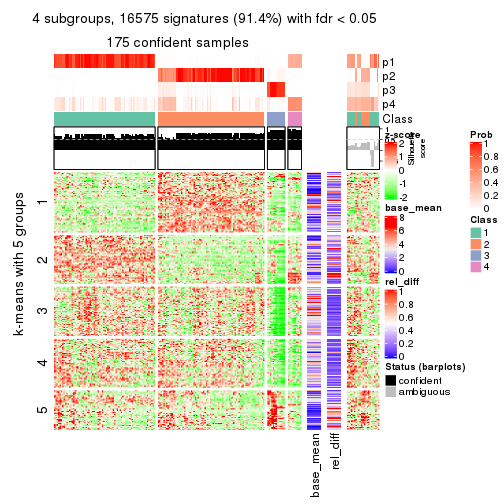 4 subgroups, 16575 signatures (91.4%) with fdr < 0.05
175 confident samples
p1
p2
p3
p4
Class
1
0
Silhouette score
k-means with 5 groups
1
2
3
4
5
base_mean
rel_diff
z-score
2
1
0
-1
-2
base_mean
8
6
4
2
0
rel_diff
1
0.8
0.6
0.4
0.2
0
Status (barplots)
confident
ambiguous
Prob
1
0.8
0.6
0.4
0.2
0
Class
1
2
3
4